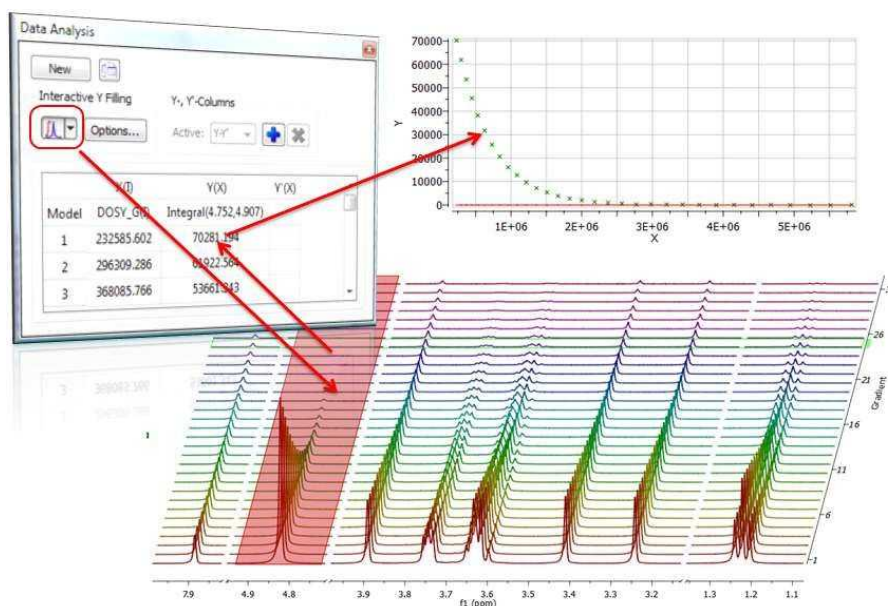 Data Analysis
New
Interactive Y Filling Y-, Y'-Columns
Options... Active: Y-Y'
X(I) Y(X) Y'(X)
Model DOSY_G(I) Integral(4.752,4.907)
1 232585.602 70281.194
2 296309.286 61922.564
3 368085.766 53661.343
70000
60000
50000
40000
30000
20000
10000
0
Y
1E+06 2E+06 3E+06 4E+06 5E+06
X
26
21
16
11
6
1
Gradient
7.9 4.9 4.8 3.9 3.8 3.7 3.6 3.5 3.4 3.3 3.2 1.3 1.2 1.1
f1 (ppm)